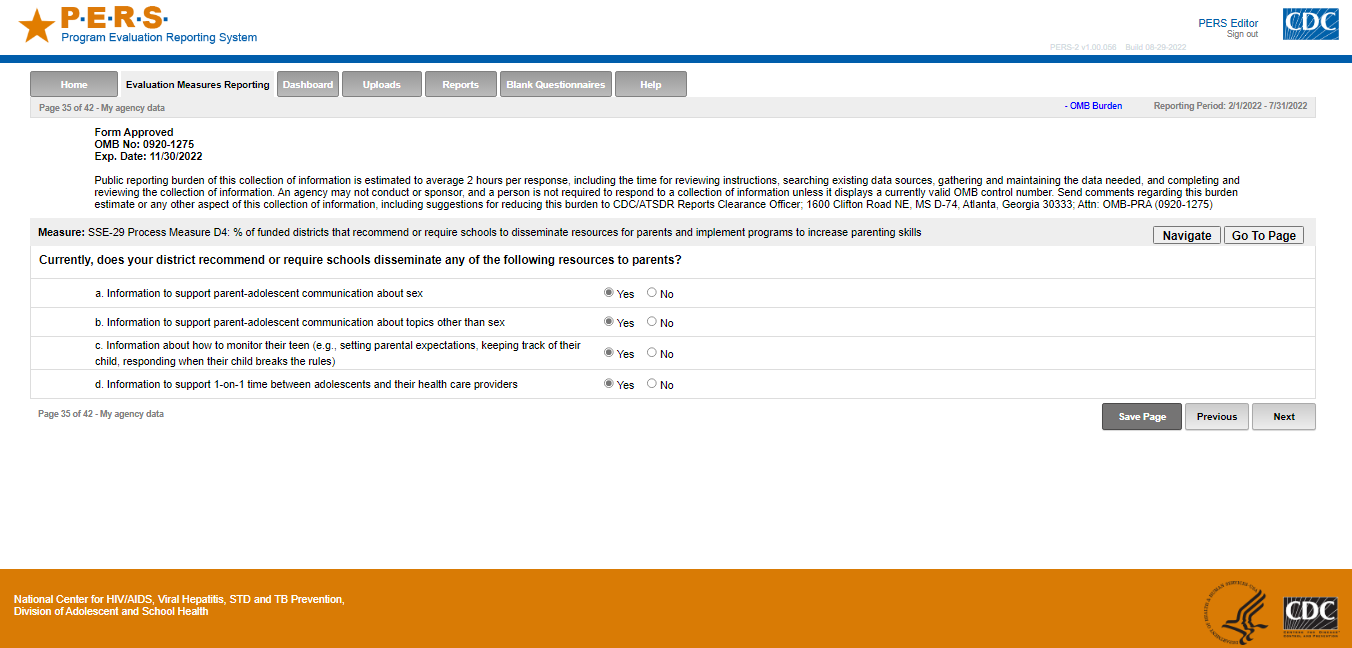 P·E·R·S·
Program Evaluation Reporting System
PERS Editor
Sign out
CDC
PERS-2 v1.00.056 Build 08-29-2022
Home Evaluation Measures Reporting Dashboard Uploads Reports Blank Questionnaires Help
Page 35 of 42 - My agency data - OMB Burden Reporting Period: 2/1/2022 - 7/31/2022
Form Approved
OMB No: 0920-1275
Exp. Date: 11/30/2022
Public reporting burden of this collection of information is estimated to average 2 hours per response, including the time for reviewing instructions, searching existing data sources, gathering and maintaining the data needed, and completing and
reviewing the collection of information. An agency may not conduct or sponsor, and a person is not required to respond to a collection of information unless it displays a currently valid OMB control number. Send comments regarding this burden
estimate or any other aspect of this collection of information, including suggestions for reducing this burden to CDC/ATSDR Reports Clearance Officer; 1600 Clifton Road NE, MS D-74, Atlanta, Georgia 30333; Attn: OMB-PRA (0920-1275)
Measure: SSE-29 Process Measure D4: % of funded districts that recommend or require schools to disseminate resources for parents and implement programs to increase parenting skills
Navigate Go To Page
Currently, does your district recommend or require schools disseminate any of the following resources to parents?
a. Information to support parent-adolescent communication about sex Yes No
b. Information to support parent-adolescent communication about topics other than sex Yes No
c. Information about how to monitor their teen (e.g., setting parental expectations, keeping track of their
child, responding when their child breaks the rules) Yes No
d. Information to support 1-on-1 time between adolescents and their health care providers Yes No
Page 35 of 42 - My agency data
Save Page Previous Next
National Center for HIV/AIDS, Viral Hepatitis, STD and TB Prevention,
Division of Adolescent and School Health
CDC